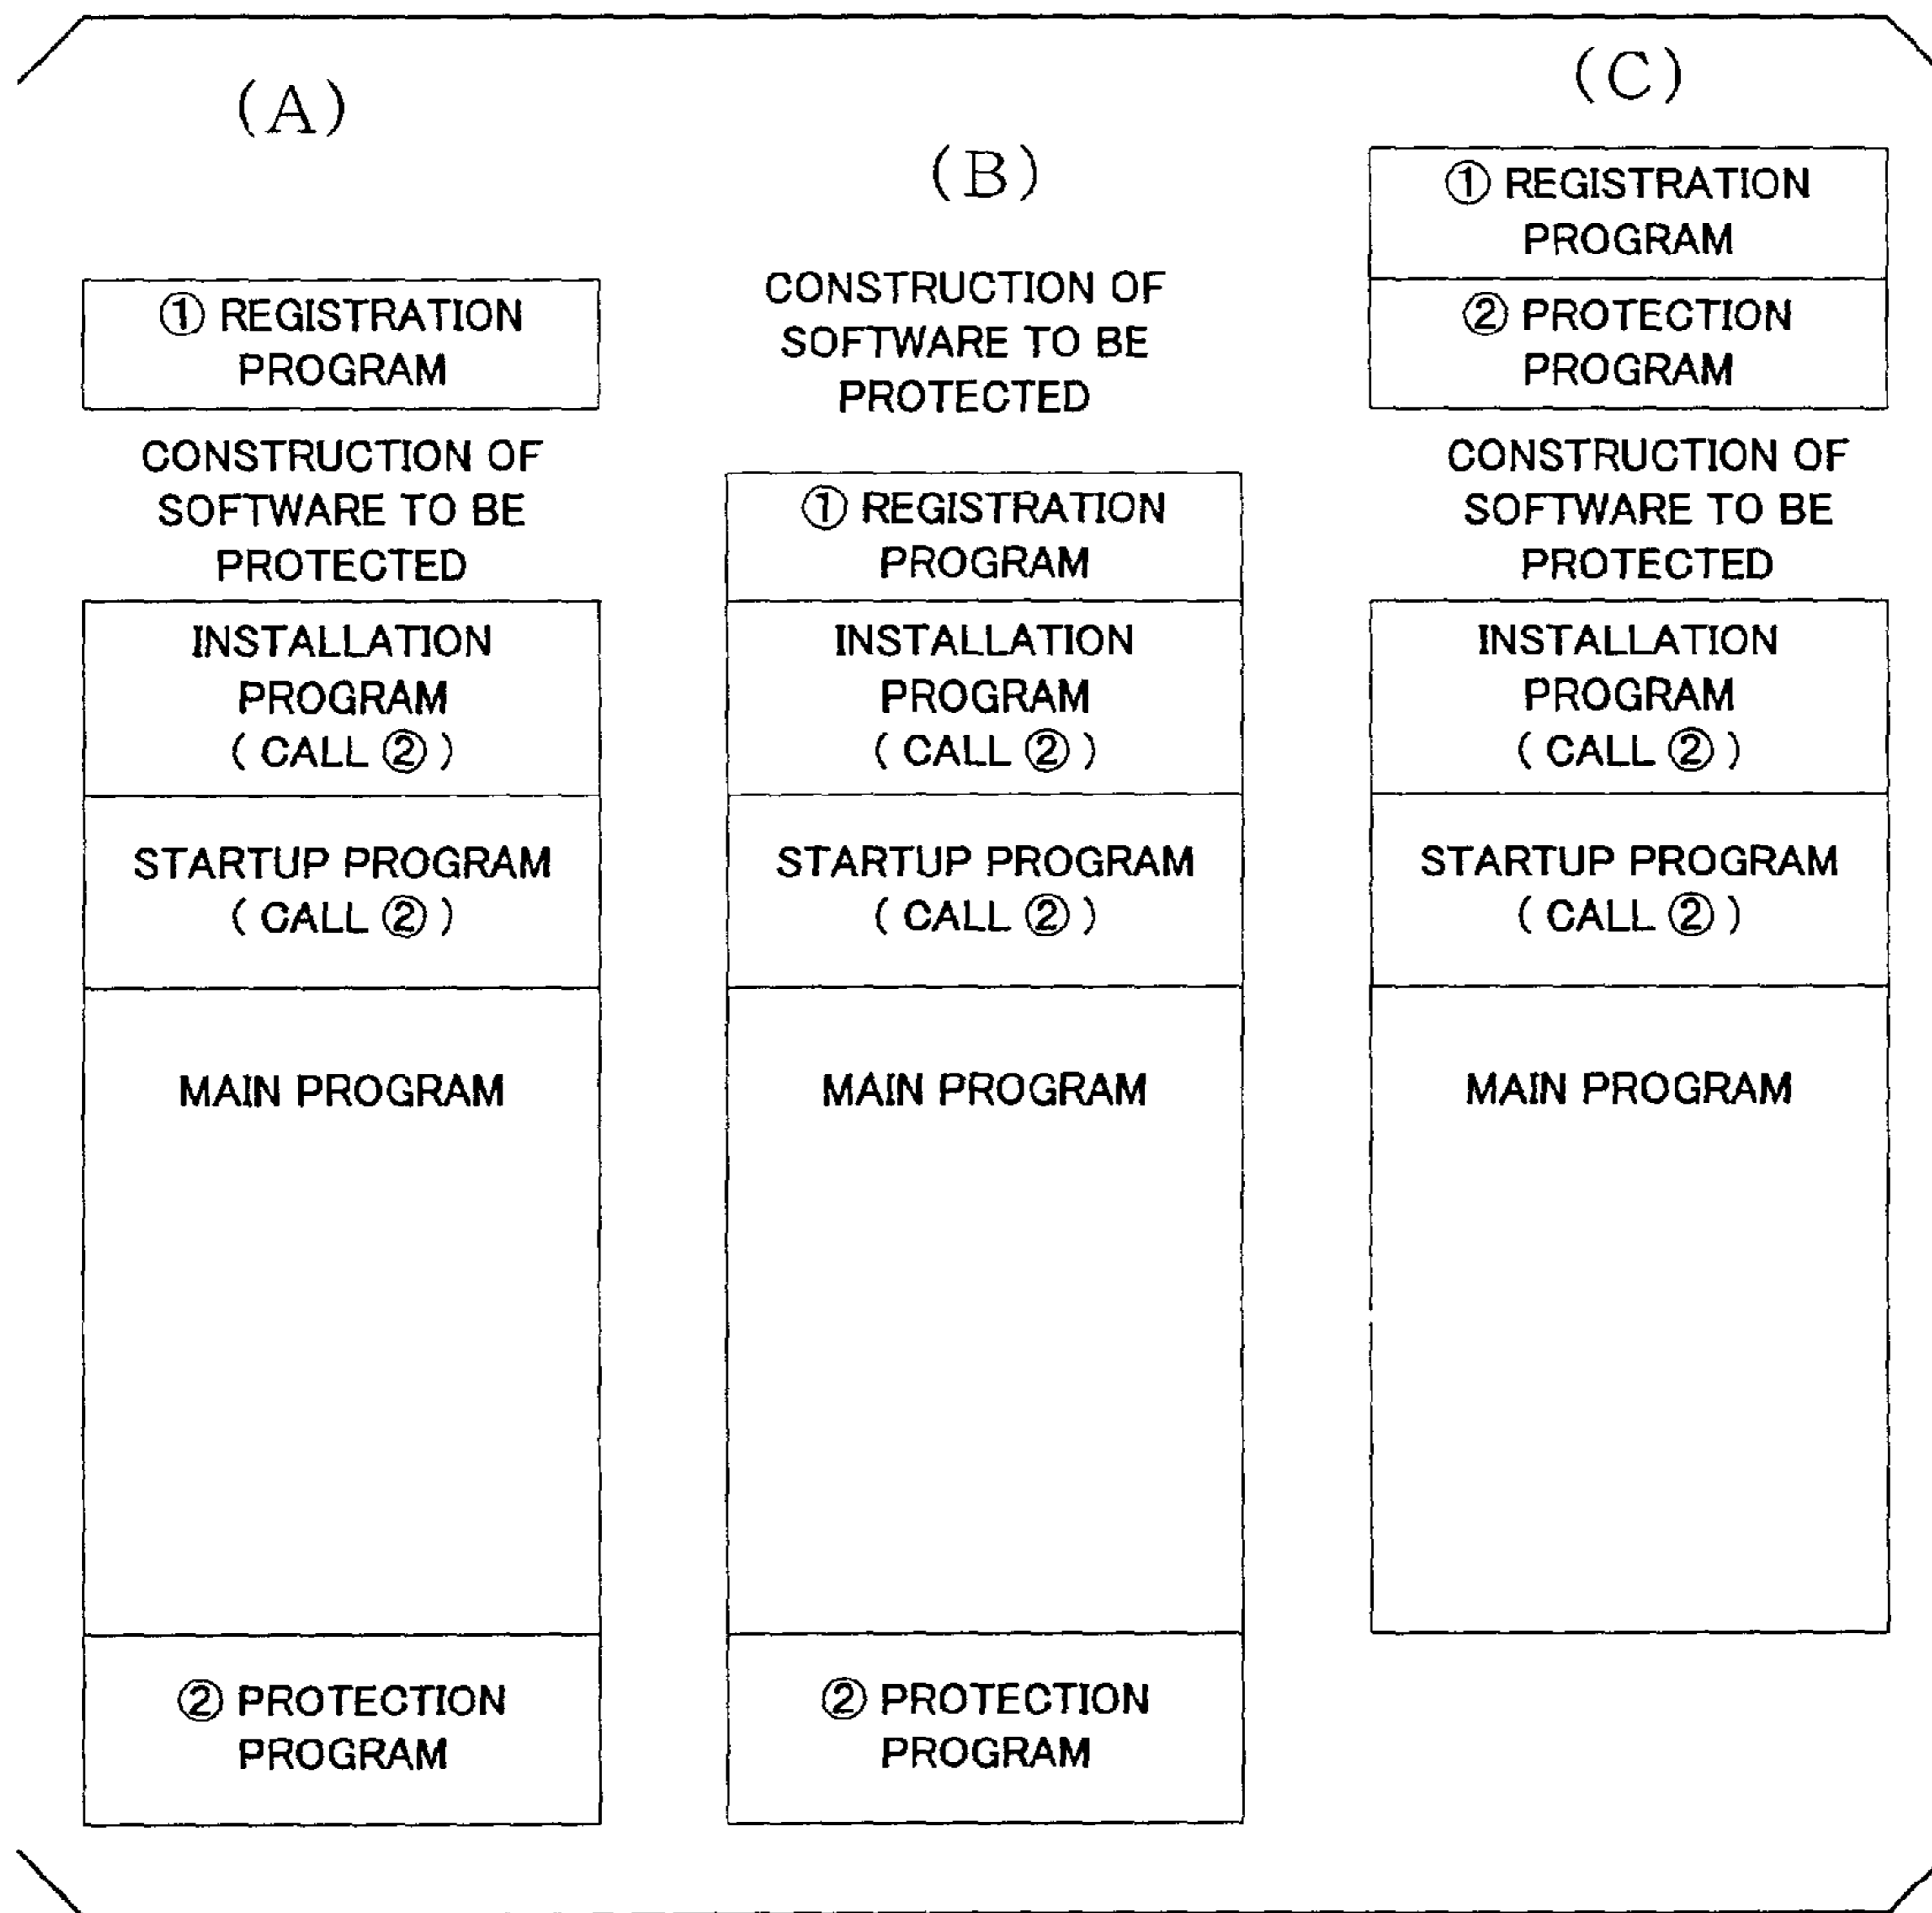 (A)
① REGISTRATION
PROGRAM
CONSTRUCTION OF
SOFTWARE TO BE
PROTECTED
INSTALLATION
PROGRAM
( CALL ② )
STARTUP PROGRAM
( CALL ② )
MAIN PROGRAM
② PROTECTION
PROGRAM
(B)
CONSTRUCTION OF
SOFTWARE TO BE
PROTECTED
① REGISTRATION
PROGRAM
INSTALLATION
PROGRAM
( CALL ② )
STARTUP PROGRAM
( CALL ② )
MAIN PROGRAM
② PROTECTION
PROGRAM
(C)
① REGISTRATION
PROGRAM
② PROTECTION
PROGRAM
CONSTRUCTION OF
SOFTWARE TO BE
PROTECTED
INSTALLATION
PROGRAM
( CALL ② )
STARTUP PROGRAM
( CALL ② )
MAIN PROGRAM